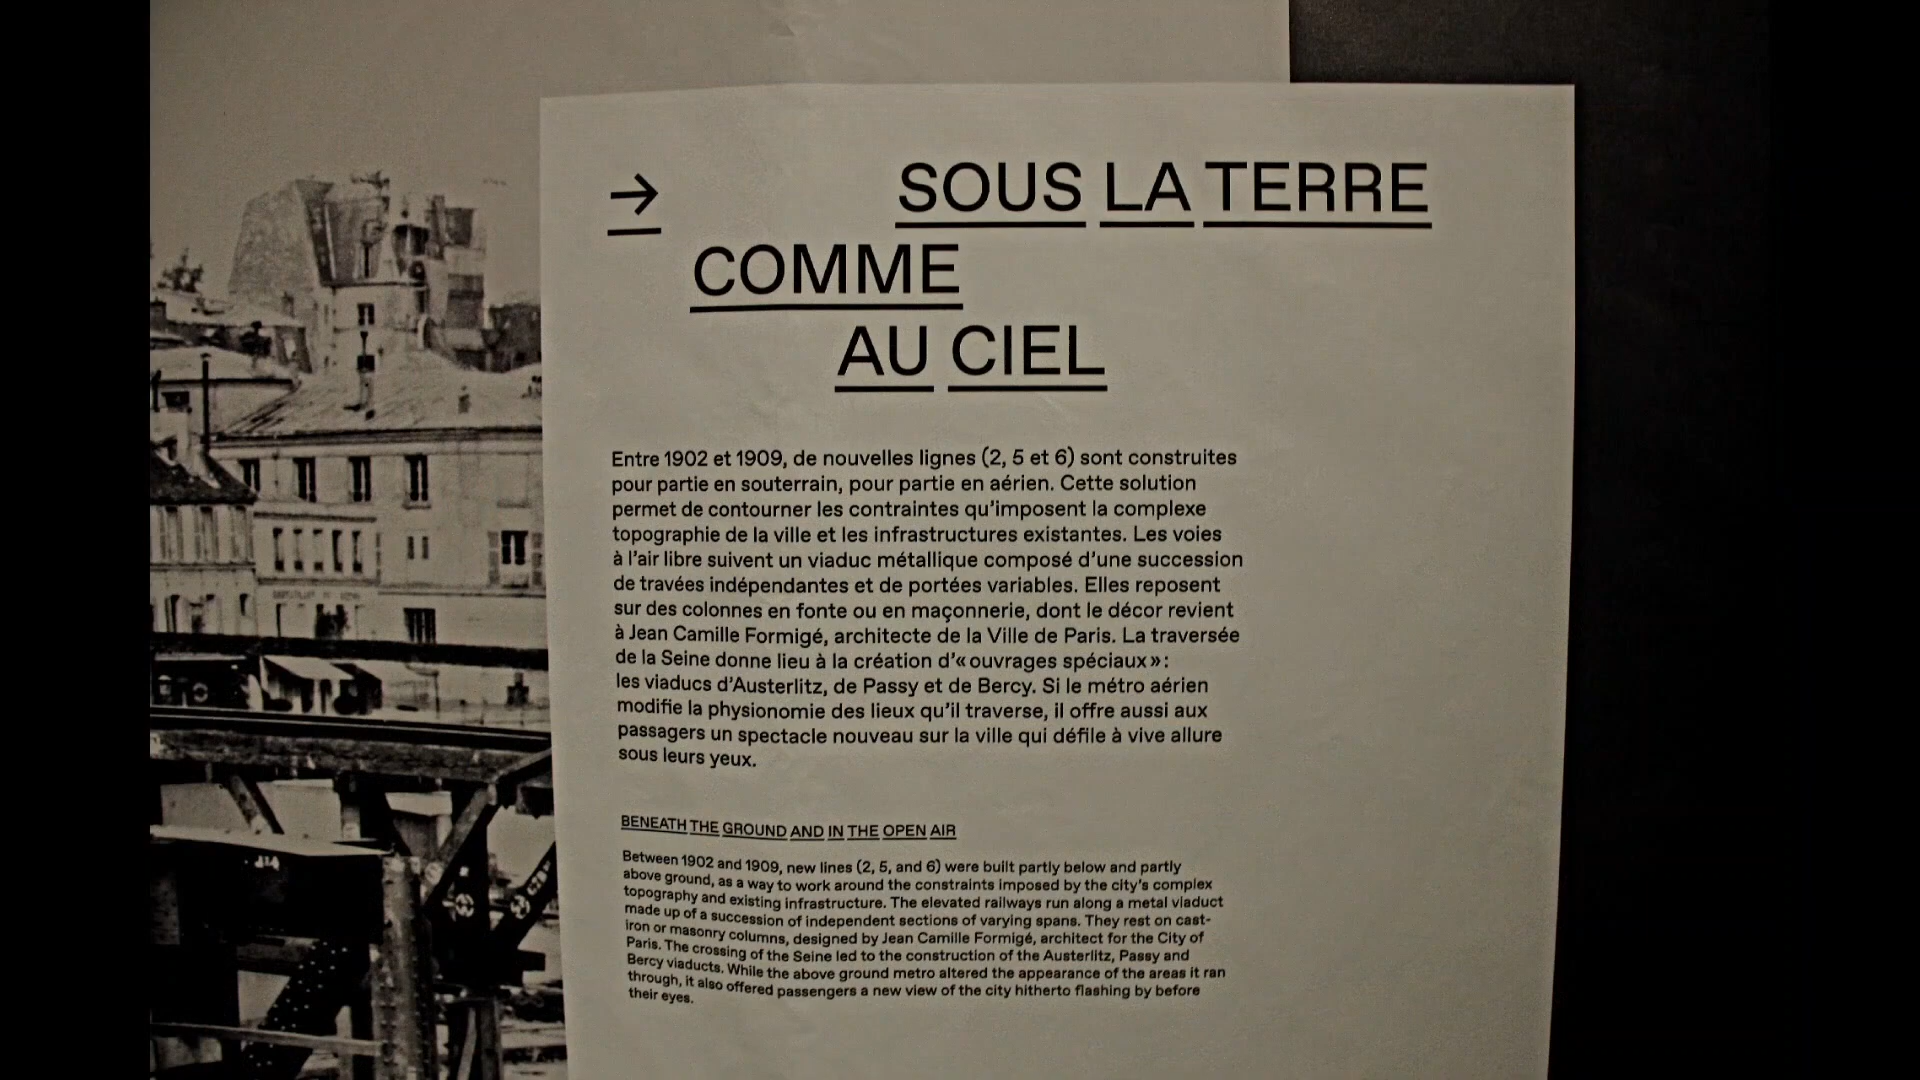 → SOUS LA TERRE
COMME
AU CIEL
Entre 1902 et 1909, de nouvelles lignes (2, 5 et 6) sont construites
pour partie en souterrain, pour partie en aérien. Cette solution
permet de contourner les contraintes qu'imposent la complexe
topographie de la ville et les infrastructures existantes. Les voies
à l'air libre suivent un viaduc métallique composé d'une succession
de travées indépendantes et de portées variables. Elles reposent
sur des colonnes en fonte ou en maçonnerie, dont le décor revient
à Jean Camille Formigé, architecte de la Ville de Paris. La traversée
de la Seine donne lieu à la création d'« ouvrages spéciaux » :
les viaducs d'Austerlitz, de Passy et de Bercy. Si le métro aérien
modifie la physionomie des lieux qu'il traverse, il offre aussi aux
passagers un spectacle nouveau sur la ville qui défile à vive allure
sous leurs yeux.
BENEATH THE GROUND AND IN THE OPEN AIR
Between 1902 and 1909, new lines (2, 5, and 6) were built partly below and partly
above ground, as a way to work around the constraints imposed by the city's complex
topography and existing infrastructure. The elevated railways run along a metal viaduct
made up of a succession of independent sections of varying spans. They rest on cast-
iron or masonry columns, designed by Jean Camille Formigé, architect for the City of
Paris. The crossing of the Seine led to the construction of the Austerlitz, Passy and
Bercy viaducts. While the above ground metro altered the appearance of the areas it ran
through, it also offered passengers a new view of the city hitherto flashing by before
their eyes.